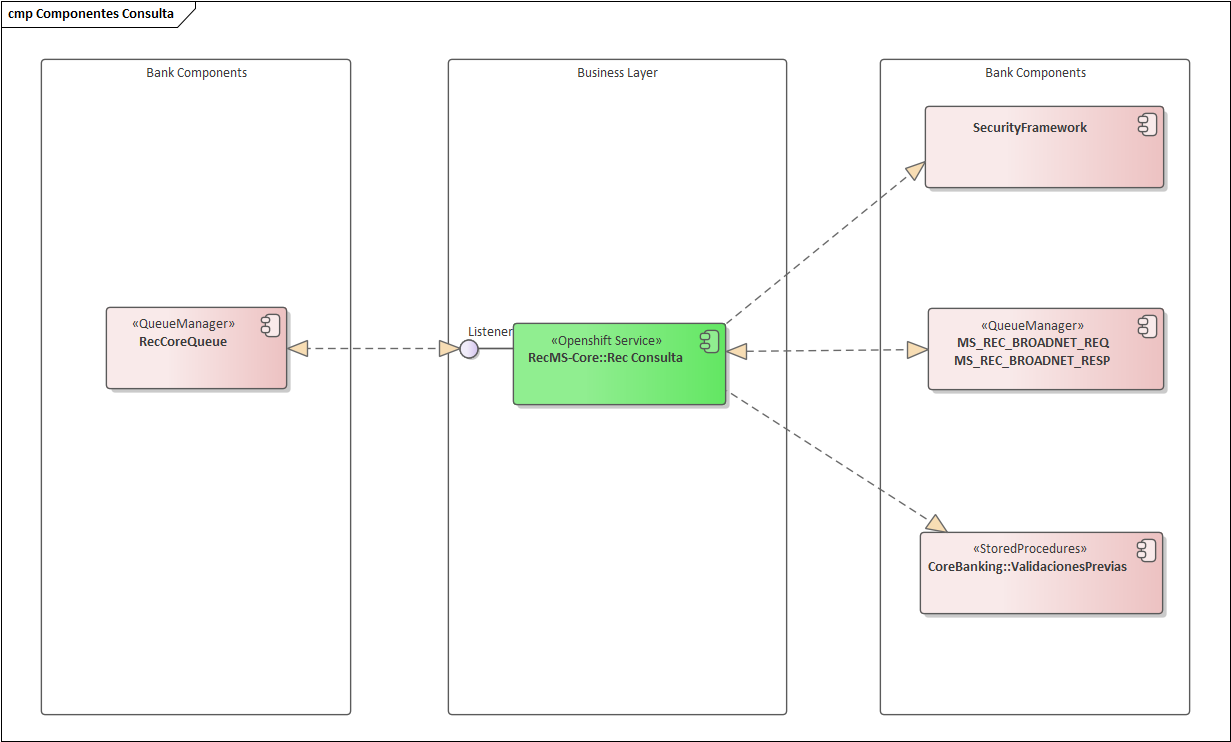 cmp Componentes Consulta
Bank Components
«QueueManager»
RecCoreQueue
Business Layer
Listener
«Openshift Service»
RecMS-Core::Rec Consulta
Bank Components
SecurityFramework
«QueueManager»
MS_REC_BROADNET_REQ
MS_REC_BROADNET_RESP
«StoredProcedures»
CoreBanking::ValidacionesPrevias